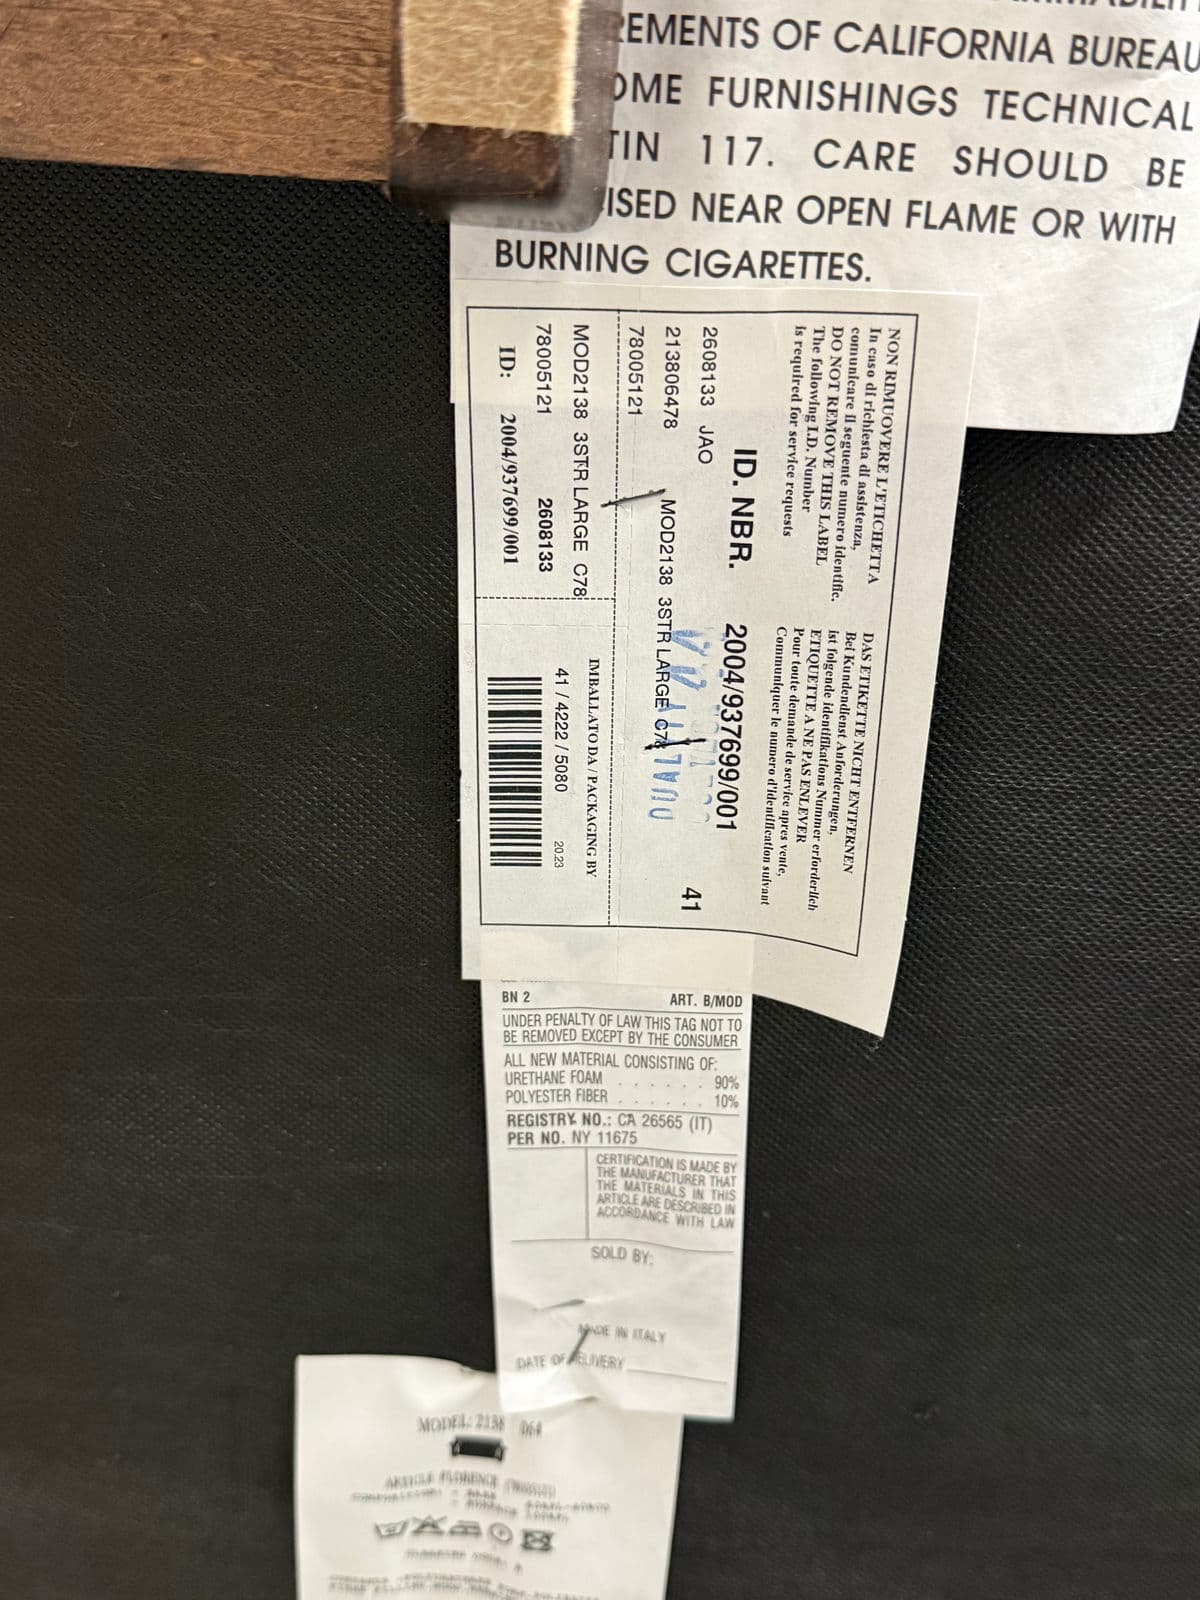 EMENTS OF CALIFORNIA BUREAU
OME FURNISHINGS TECHNICAL
TIN 117. CARE SHOULD BE
ISED NEAR OPEN FLAME OR WITH
BURNING CIGARETTES.
NON RIMUOVERE L'ETICHETTA
In caso di richiesta di assistenza,
comunicare il seguente numero identific.
DO NOT REMOVE THIS LABEL
The following I.D. Number
is required for service requests
DAS ETIKETTE NICHT ENTFERNEN
Bei Kundendienst Anforderungen,
ist folgende identifikations Nummer erforderlich
ETIQUETTE A NE PAS ENLEVER
Pour toute demande de service apres vente,
Communiquer le numero d'identification suivant
ID. NBR. 2004/937699/001
2608133 JAO 41
213806478 MOD2138 3STR LARGE C78
78005121
MOD2138 3STR LARGE C78
78005121 2608133
ID: 2004/937699/001
IMBALLATO DA / PACKAGING BY
41 / 4222 / 5080 20.23
BN 2 ART. B/MOD
UNDER PENALTY OF LAW THIS TAG NOT TO
BE REMOVED EXCEPT BY THE CONSUMER
ALL NEW MATERIAL CONSISTING OF:
URETHANE FOAM . . . . . . 90%
POLYESTER FIBER . . . . . . 10%
REGISTRY NO.: CA 26565 (IT)
PER NO. NY 11675
CERTIFICATION IS MADE BY
THE MANUFACTURER THAT
THE MATERIALS IN THIS
ARTICLE ARE DESCRIBED IN
ACCORDANCE WITH LAW
SOLD BY:
MADE IN ITALY
DATE OF DELIVERY
MODEL: 2138 064
ARTICLE FLORENCE